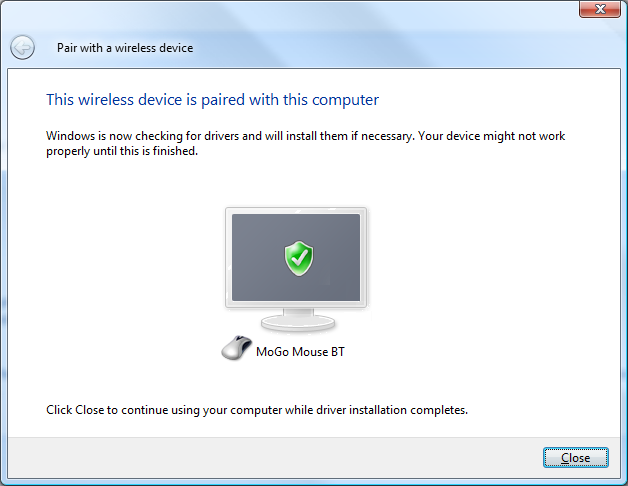 Pair with a wireless device
This wireless device is paired with this computer
Windows is now checking for drivers and will install them if necessary. Your device might not work
properly until this is finished.
MoGo Mouse BT
Click Close to continue using your computer while driver installation completes.
Close